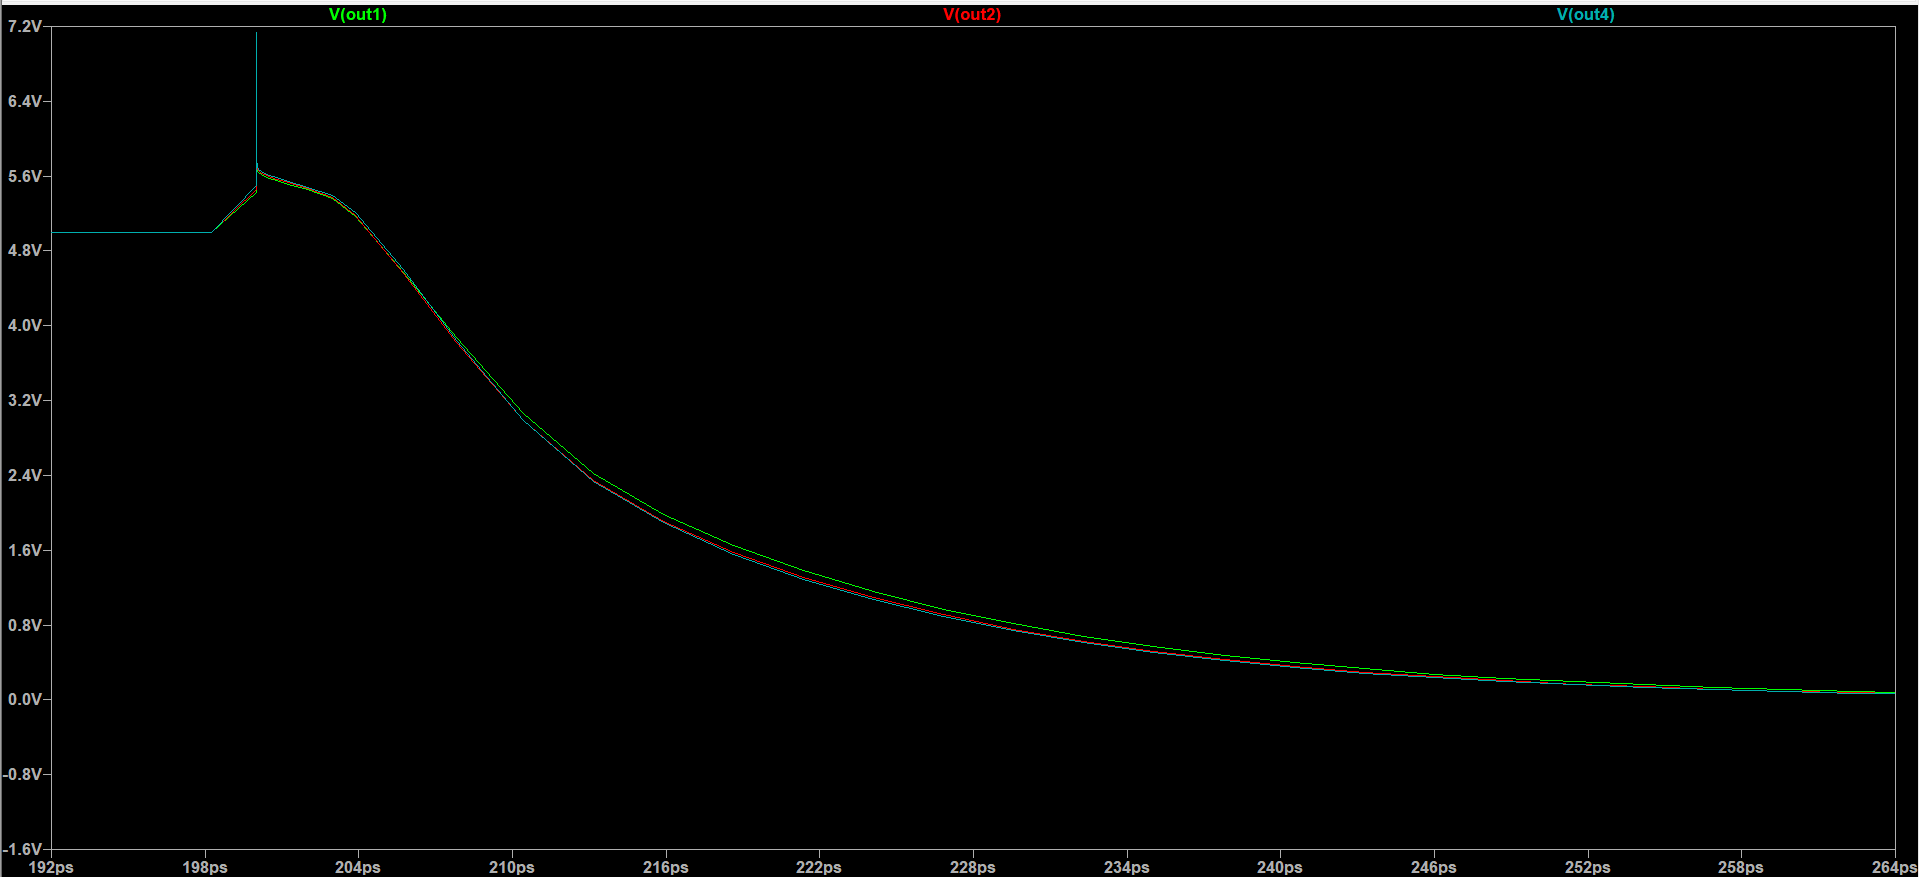 V(out1) V(out2) V(out4)
7.2V
6.4V
5.6V
4.8V
4.0V
3.2V
2.4V
1.6V
0.8V
0.0V
-0.8V
-1.6V
192ps 198ps 204ps 210ps 216ps 222ps 228ps 234ps 240ps 246ps 252ps 258ps 264ps